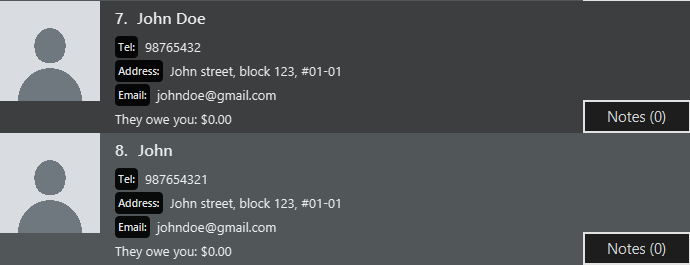 7. John Doe
Tel: 98765432
Address: John street, block 123, #01-01
Email: johndoe@gmail.com
They owe you: $0.00
Notes (0)
8. John
Tel: 987654321
Address: John street, block 123, #01-01
Email: johndoe@gmail.com
They owe you: $0.00
Notes (0)